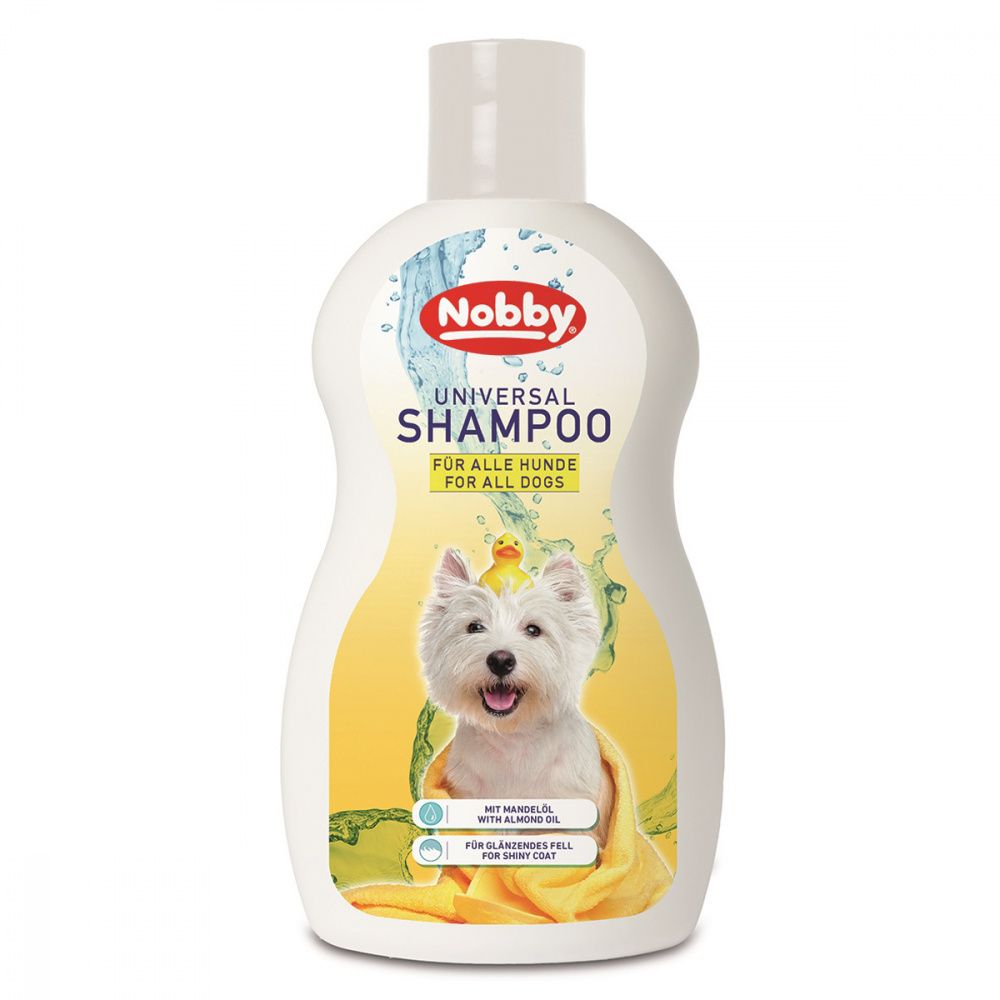 Nobby®
UNIVERSAL
SHAMPOO
FÜR ALLE HUNDE
FOR ALL DOGS
MIT MANDELÖL
WITH ALMOND OIL
FÜR GLÄNZENDES FELL
FOR SHINY COAT